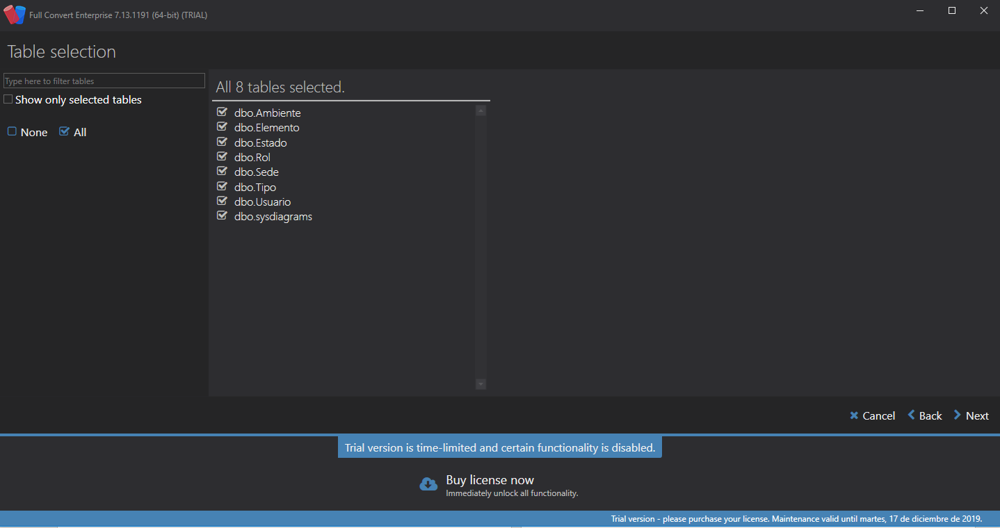 Full Convert Enterprise 7.13.1191 (64-bit) (TRIAL)
Table selection
Type here to filter tables
Show only selected tables
None All
All 8 tables selected.
dbo.Ambiente
dbo.Elemento
dbo.Estado
dbo.Rol
dbo.Sede
dbo.Tipo
dbo.Usuario
dbo.sysdiagrams
Cancel Back Next
Trial version is time-limited and certain functionality is disabled.
Buy license now
Immediately unlock all functionality.
Trial version - please purchase your license. Maintenance valid until martes, 17 de diciembre de 2019.